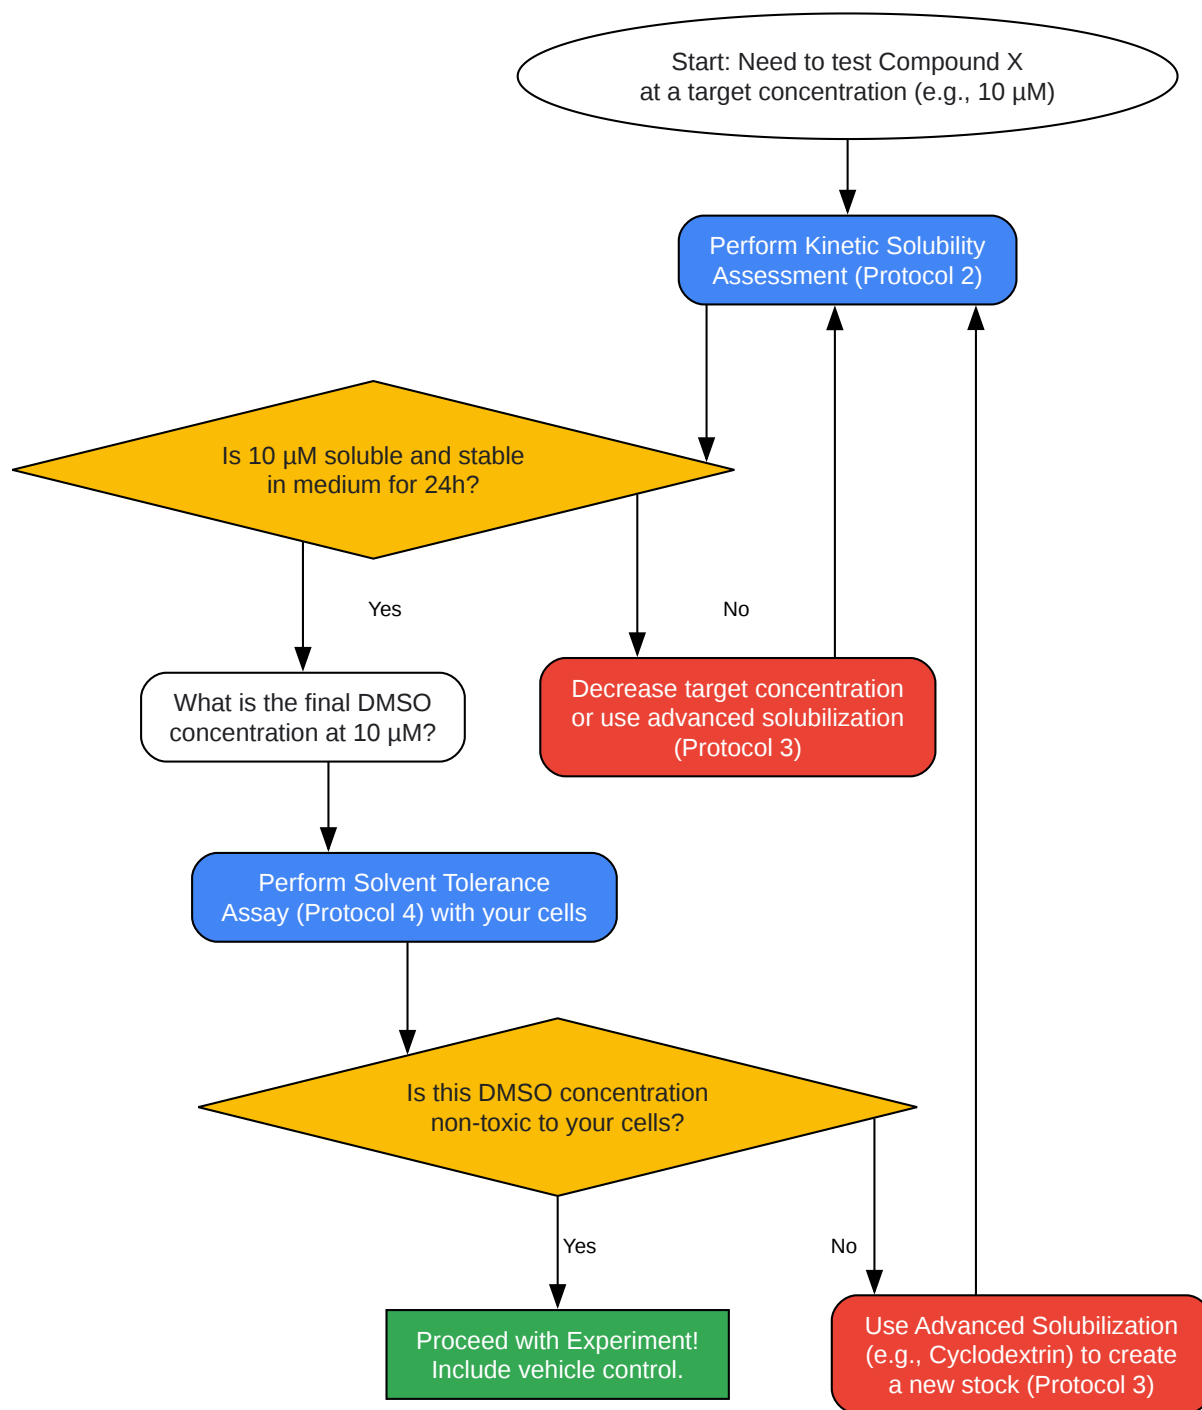 Start: Need to test Compound X
at a target concentration (e.g., 10 µM)
Perform Kinetic Solubility
Assessment (Protocol 2)
Is 10 µM soluble and stable
in medium for 24h?
Yes
No
What is the final DMSO
concentration at 10 µM?
Decrease target concentration
or use advanced solubilization
(Protocol 3)
Perform Solvent Tolerance
Assay (Protocol 4) with your cells
Is this DMSO concentration
non-toxic to your cells?
Yes
No
Proceed with Experiment!
Include vehicle control.
Use Advanced Solubilization
(e.g., Cyclodextrin) to create
a new stock (Protocol 3)